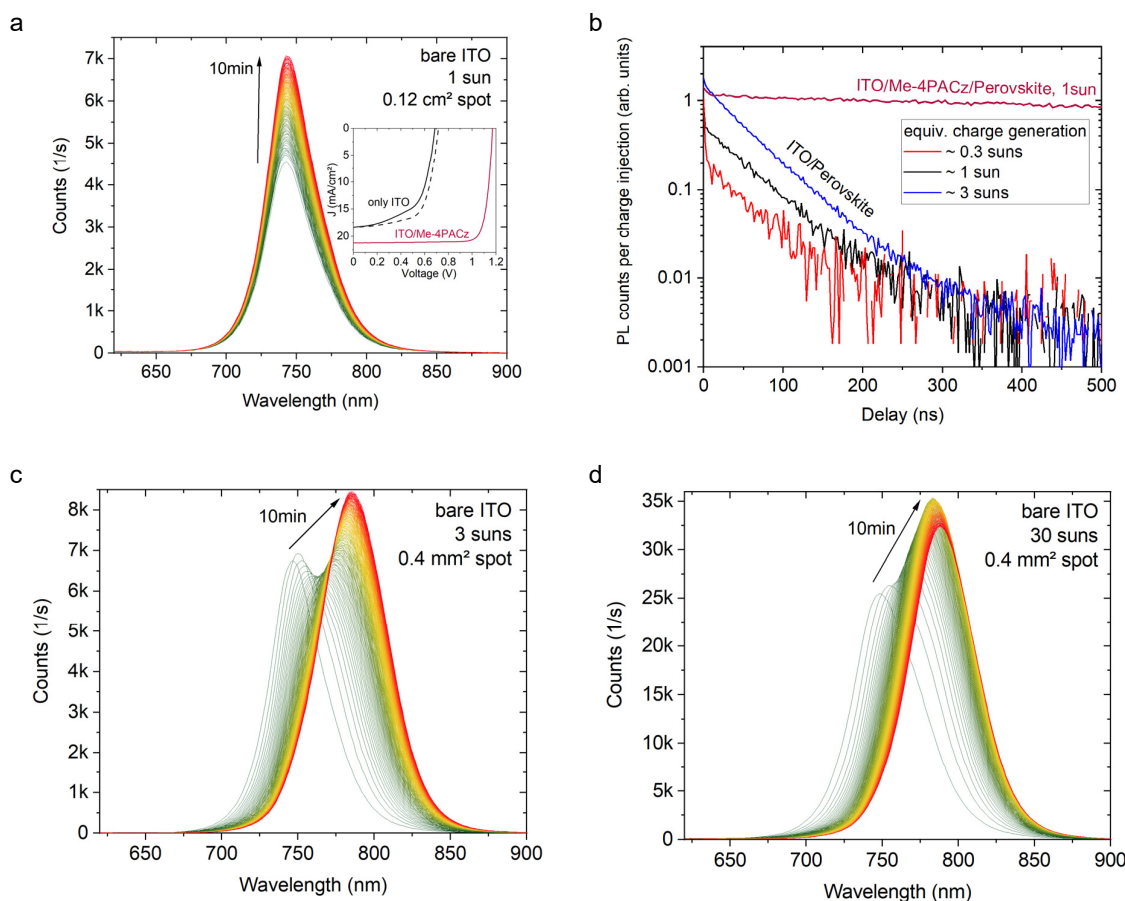 a
bare ITO
1 sun
0.12 cm² spot
10min
7k
6k
5k
4k
3k
2k
1k
0
Counts (1/s)
650 700 750 800 850 900
Wavelength (nm)
0
5
10
15
20
J (mA/cm²)
only ITO
ITO/Me-4PACz
0 0.2 0.4 0.6 0.8 1.0 1.2
Voltage (V)
b
ITO/Me-4PACz/Perovskite, 1sun
ITO/Perovskite
equiv. charge generation
~ 0.3 suns
~ 1 sun
~ 3 suns
1
0.1
0.01
0.001
PL counts per charge injection (arb. units)
0 100 200 300 400 500
Delay (ns)
c
bare ITO
3 suns
0.4 mm² spot
10min
8k
7k
6k
5k
4k
3k
2k
1k
0
Counts (1/s)
650 700 750 800 850 900
Wavelength (nm)
d
bare ITO
30 suns
0.4 mm² spot
10min
35k
30k
25k
20k
15k
10k
5k
0
Counts (1/s)
650 700 750 800 850 900
Wavelength (nm)